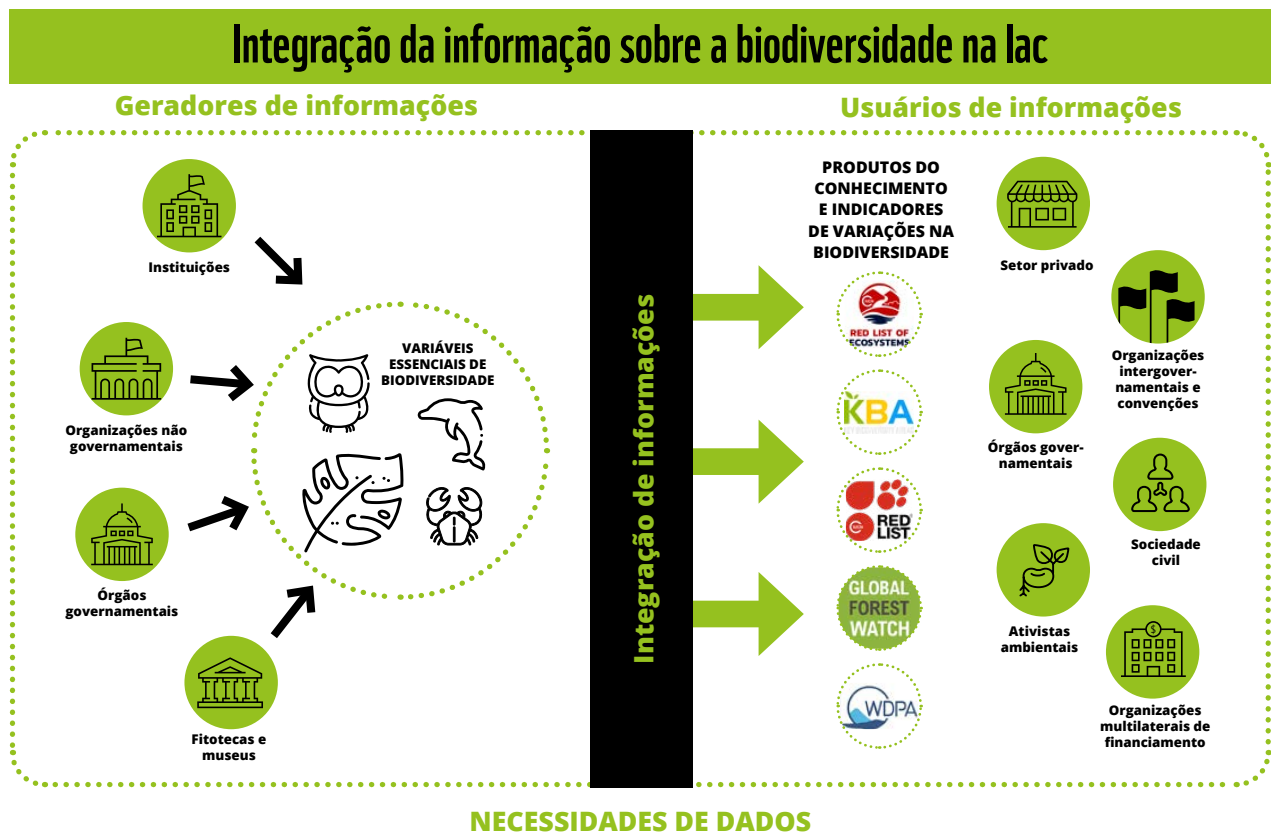 Integração da informação sobre a biodiversidade na lac
Geradores de informações
Instituições
Organizações não
governamentais
Órgãos
governamentais
Fitotecas e
museus
VARIÁVEIS
ESSENCIAIS DE
BIODIVERSIDADE
Integração de informações
Usuários de informações
PRODUTOS DO
CONHECIMENTO
E INDICADORES
DE VARIAÇÕES NA
BIODIVERSIDADE
RED LIST OF
ECOSYSTEMS
KBA
RED
LIST
GLOBAL
FOREST
WATCH
WDPA
Setor privado
Organizações
intergover-
namentais e
convenções
Órgãos gover-
namentais
Sociedade
civil
Ativistas
ambientais
$
Organizações
multilaterais de
financiamento
NECESSIDADES DE DADOS